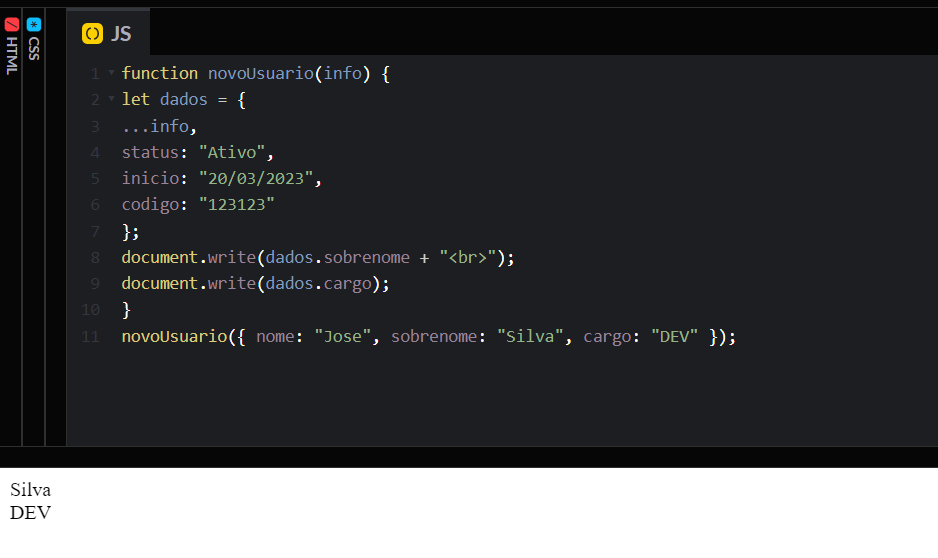 HTML
CSS
* 
JS
1 function novoUsuario(info) {
2 let dados = {
3 ...info,
4 status: "Ativo",
5 inicio: "20/03/2023",
6 codigo: "123123"
7 };
8 document.write(dados.sobrenome + "<br>");
9 document.write(dados.cargo);
10 }
11 novoUsuario({ nome: "Jose", sobrenome: "Silva", cargo: "DEV" });
Silva
DEV